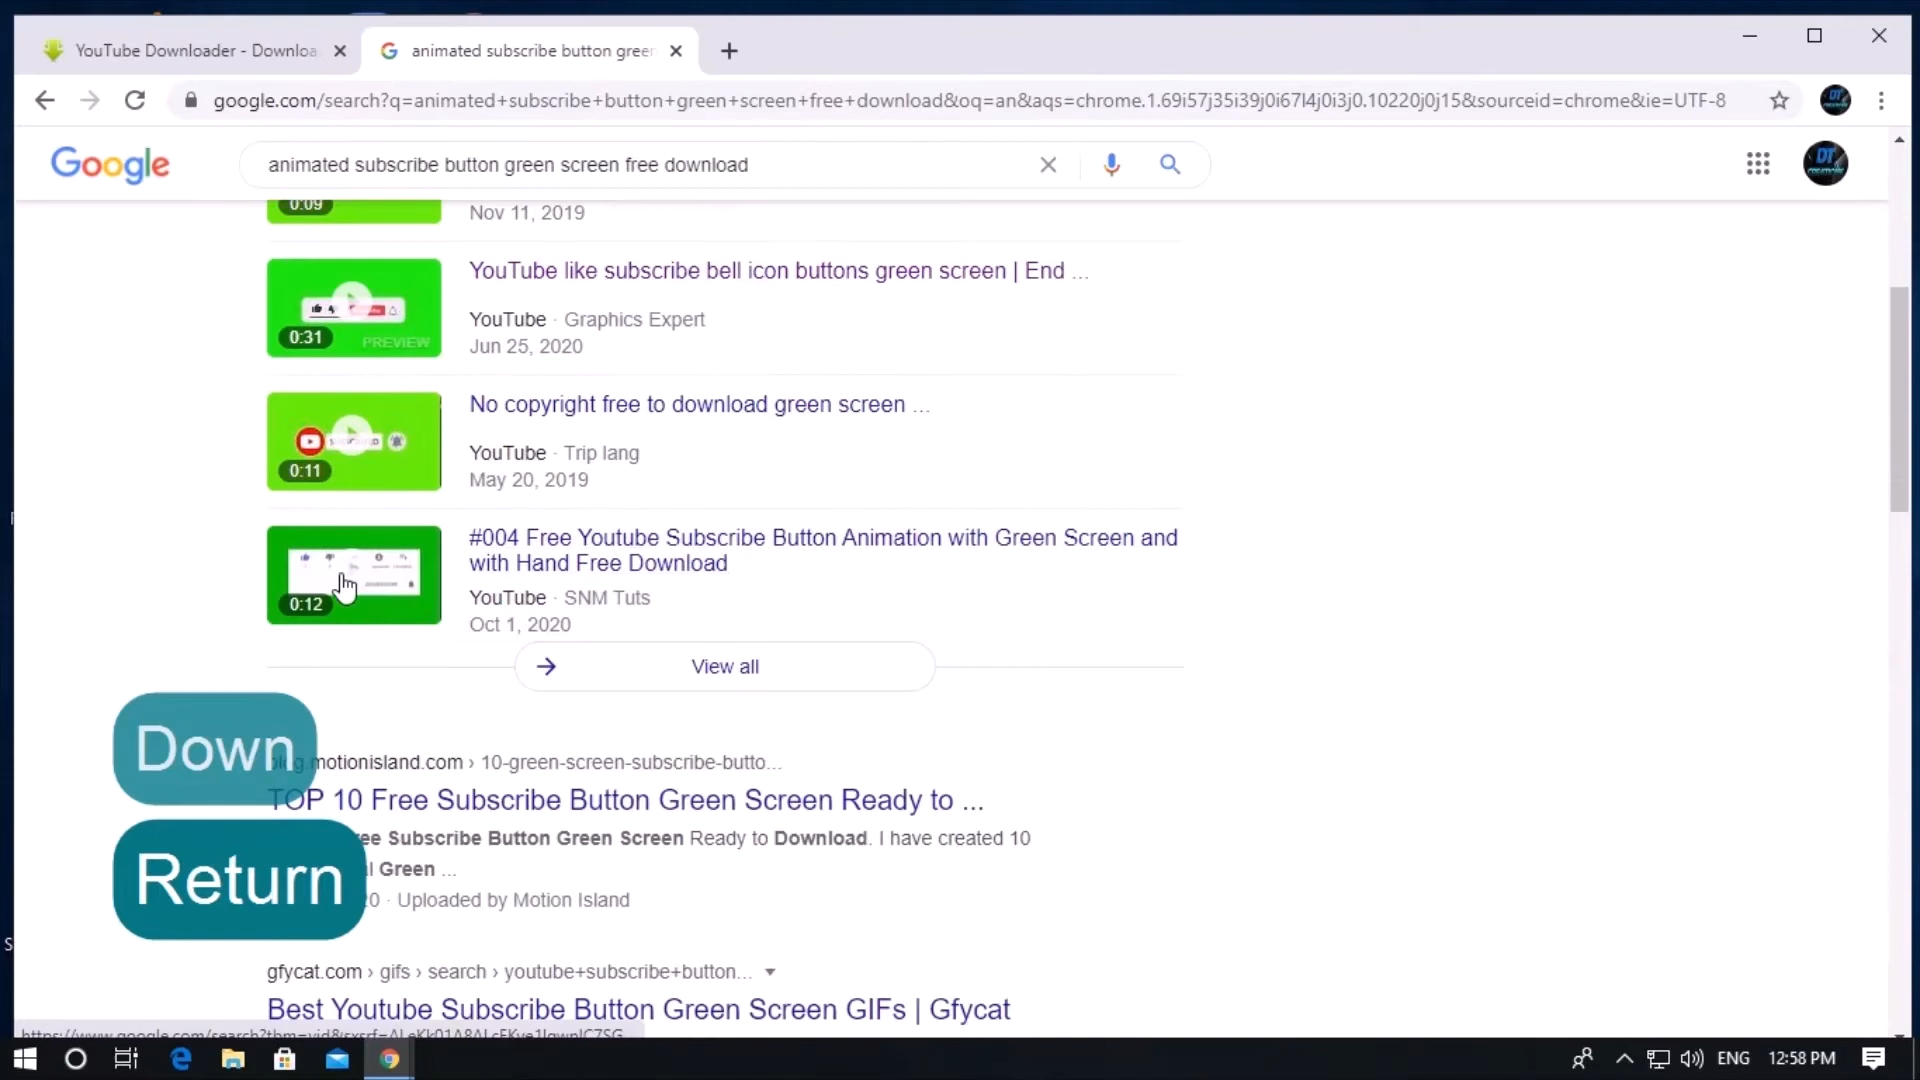 YouTube Downloader - Downloa
animated subscribe button green
google.com/search?q=animated+subscribe+button+green+screen+free+download&oq=an&aqs=chrome.1.69i57j35i39j0i67l4j0i3j0.10220j0j15&sourceid=chrome&ie=UTF-8
Google
animated subscribe button green screen free download
DT
0:09
Nov 11, 2019
YouTube like subscribe bell icon buttons green screen | End ...
YouTube · Graphics Expert
Jun 25, 2020
0:31
PREVIEW
No copyright free to download green screen ...
YouTube · Trip lang
May 20, 2019
0:11
#004 Free Youtube Subscribe Button Animation with Green Screen and
with Hand Free Download
YouTube · SNM Tuts
Oct 1, 2020
0:12
View all
Down
blog.motionisland.com › 10-green-screen-subscribe-butto...
TOP 10 Free Subscribe Button Green Screen Ready to ...
ee Subscribe Button Green Screen Ready to Download. I have created 10
l Green ...
Return
0 · Uploaded by Motion Island
gfycat.com › gifs › search › youtube+subscribe+button...
Best Youtube Subscribe Button Green Screen GIFs | Gfycat
ENG
12:58 PM